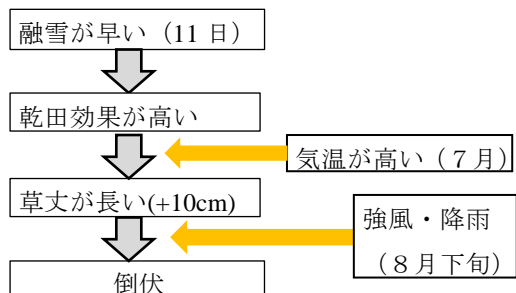 融雪が早い（11 日）
乾田効果が高い
気温が高い（７月）
草丈が長い(+10cm)
強風・降雨
（８月下旬）
倒伏